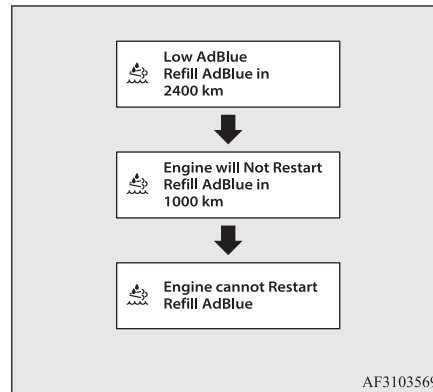 Low AdBlue
Refill AdBlue in
2400 km
Engine will Not Restart
Refill AdBlue in
1000 km
Engine cannot Restart
Refill AdBlue
AF3103569